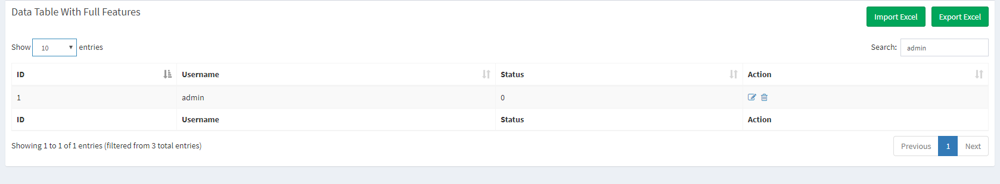 Data Table With Full Features
Import Excel Export Excel
Show 10 entries Search: admin
ID Username Status Action
1 admin 0
ID Username Status Action
Showing 1 to 1 of 1 entries (filtered from 3 total entries) Previous 1 Next